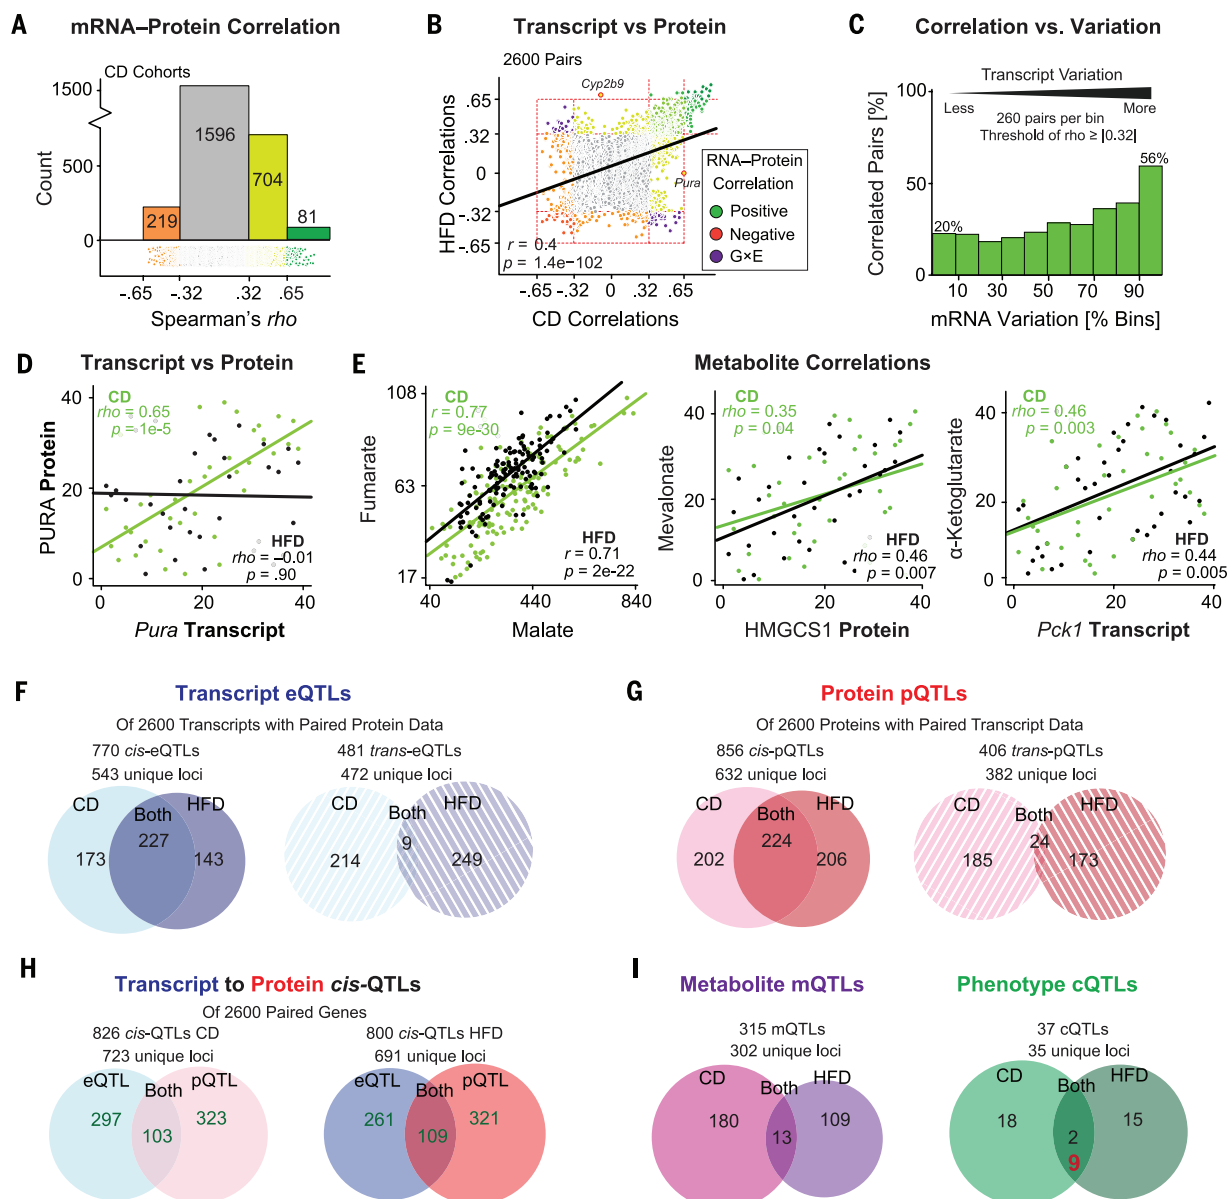 A mRNA–Protein Correlation
CD Cohorts
1500
500
0
Count
219
1596
704
81
-.65 -.32 .32 .65
Spearman's rho
B Transcript vs Protein
2600 Pairs
Cyp2b9
Pura
.65
.32
0
-.32
-.65
HFD Correlations
r = 0.4
p = 1.4e−102
-.65 -.32 0 .32 .65
CD Correlations
RNA–Protein
Correlation
Positive
Negative
G×E
C Correlation vs. Variation
Transcript Variation
Less
More
260 pairs per bin
Threshold of rho ≥ |0.32|
100
50
0
Correlated Pairs [%]
20%
56%
10 30 50 70 90
mRNA Variation [% Bins]
D Transcript vs Protein
CD
rho = 0.65
p = 1e-5
40
20
0
PURA Protein
HFD
rho = −0.01
p = .90
0 20 40
Pura Transcript
E Metabolite Correlations
108
63
17
Fumarate
CD
r = 0.77
p = 9e-30
HFD
r = 0.71
p = 2e-22
40 440 840
Malate
40
20
0
Mevalonate
CD
rho = 0.35
p = 0.04
HFD
rho = 0.46
p = 0.007
0 20 40
HMGCS1 Protein
40
20
0
α-Ketoglutarate
CD
rho = 0.46
p = 0.003
HFD
rho = 0.44
p = 0.005
0 20 40
Pck1 Transcript
F Transcript eQTLs
Of 2600 Transcripts with Paired Protein Data
770 cis-eQTLs
543 unique loci
CD
Both
HFD
173
227
143
481 trans-eQTLs
472 unique loci
CD
Both
HFD
214
9
249
G Protein pQTLs
Of 2600 Proteins with Paired Transcript Data
856 cis-pQTLs
632 unique loci
CD
Both
HFD
202
224
206
406 trans-pQTLs
382 unique loci
CD
Both
HFD
185
24
173
H Transcript to Protein cis-QTLs
Of 2600 Paired Genes
826 cis-QTLs CD
723 unique loci
eQTL
Both
pQTL
297
103
323
800 cis-QTLs HFD
691 unique loci
eQTL
Both
pQTL
261
109
321
I Metabolite mQTLs
315 mQTLs
302 unique loci
CD
Both
HFD
180
13
109
Phenotype cQTLs
37 cQTLs
35 unique loci
CD
Both
HFD
18
2
9
15